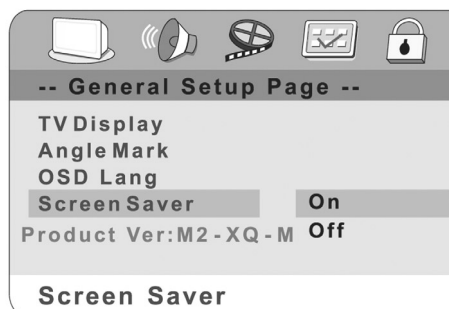 -- General Setup Page --
TV Display
Angle Mark
OSD Lang
Screen Saver On
Product Ver:M2-XQ-M Off
Screen Saver